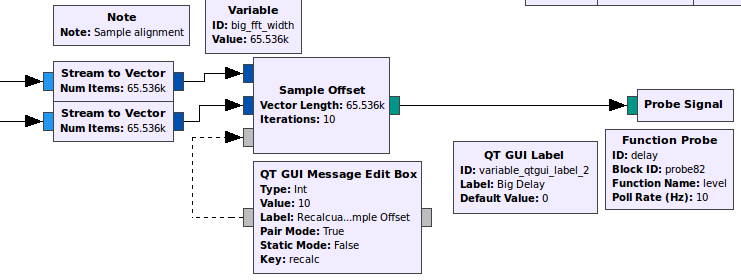 Note
Note: Sample alignment
Variable
ID: big_fft_width
Value: 65.536k
Stream to Vector
Num Items: 65.536k
Stream to Vector
Num Items: 65.536k
Sample Offset
Vector Length: 65.536k
Iterations: 10
Probe Signal
QT GUI Message Edit Box
Type: Int
Value: 10
Label: Recalcua...mple Offset
Pair Mode: True
Static Mode: False
Key: recalc
QT GUI Label
ID: variable_qtgui_label_2
Label: Big Delay
Default Value: 0
Function Probe
ID: delay
Block ID: probe82
Function Name: level
Poll Rate (Hz): 10